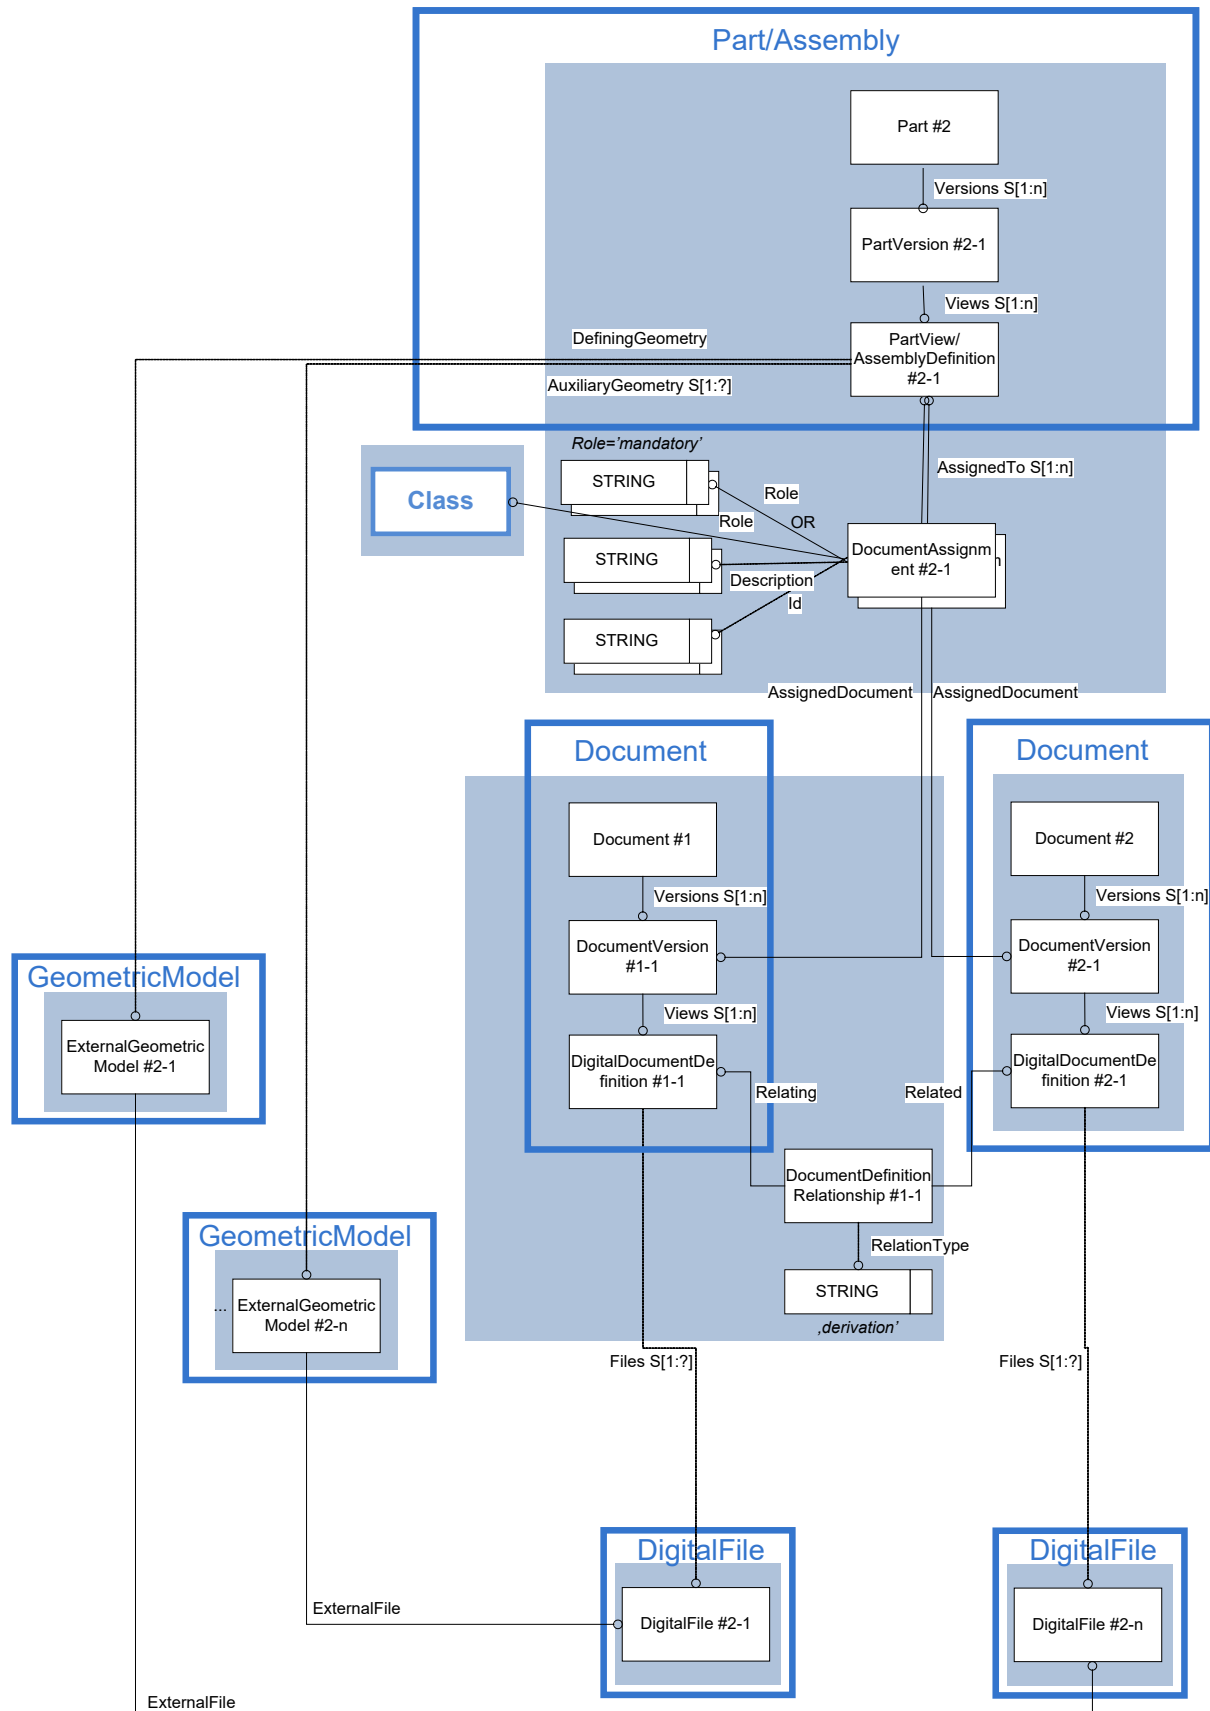 Part/Assembly
Part #2
Versions S[1:n]
PartVersion #2-1
Views S[1:n]
PartView/
AssemblyDefinition
#2-1
DefiningGeometry
AuxiliaryGeometry S[1:?]
Role='mandatory'
AssignedTo S[1:n]
STRING
Class
Role
Role
OR
STRING
DocumentAssignm
ent #2-1
Description
Id
STRING
AssignedDocument
AssignedDocument
Document
Document
Document #1
Document #2
Versions S[1:n]
Versions S[1:n]
DocumentVersion
#1-1
DocumentVersion
#2-1
Views S[1:n]
Views S[1:n]
GeometricModel
ExternalGeometric
Model #2-1
DigitalDocumentDe
finition #1-1
DigitalDocumentDe
finition #2-1
Relating
Related
DocumentDefinition
Relationship #1-1
GeometricModel
RelationType
... ExternalGeometric
Model #2-n
STRING
‚derivation’
Files S[1:?]
Files S[1:?]
DigitalFile
DigitalFile
ExternalFile
DigitalFile #2-1
DigitalFile #2-n
ExternalFile